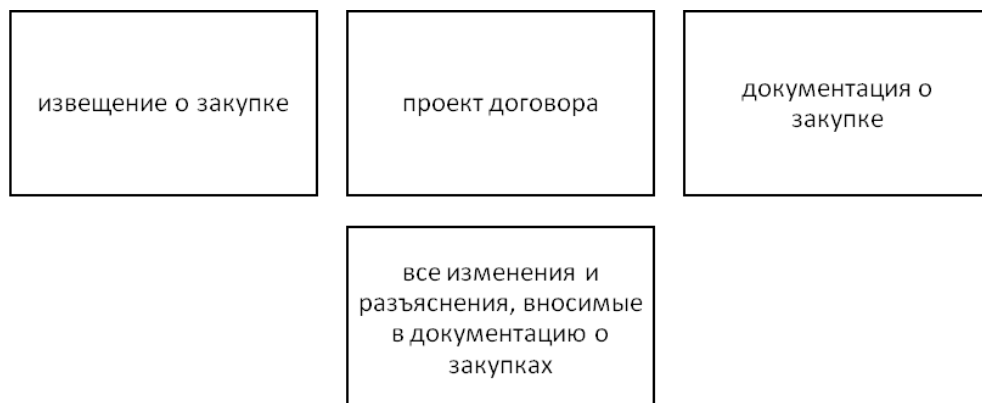 извещение о закупке
проект договора
документация о
закупке
все изменения и
разъяснения, вносимые
в документацию о
закупках